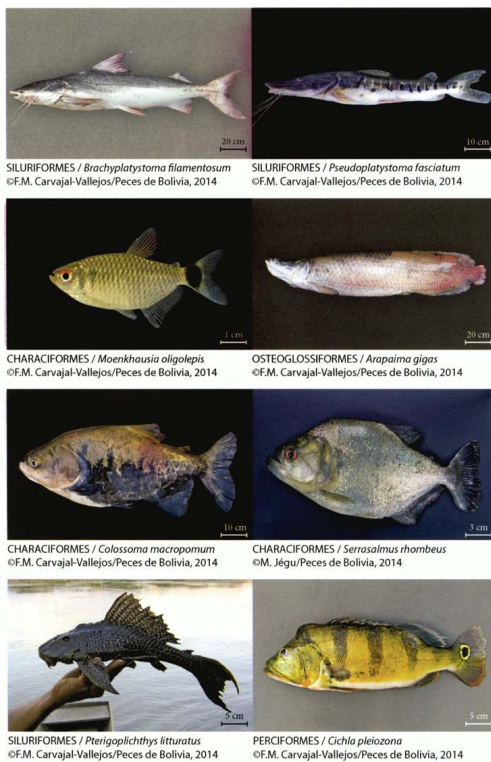 20 cm
SILURIFORMES / Brachyplatystoma filamentosum
©F.M. Carvajal-Vallejos/Peces de Bolivia, 2014
10 cm
SILURIFORMES / Pseudoplatystoma fasciatum
©F.M. Carvajal-Vallejos/Peces de Bolivia, 2014
1 cm
CHARACIFORMES / Moenkhausia oligolepis
©F.M. Carvajal-Vallejos/Peces de Bolivia, 2014
20 cm
OSTEOGLOSSIFORMES / Arapaima gigas
©F.M. Carvajal-Vallejos/Peces de Bolivia, 2014
10 cm
CHARACIFORMES / Colossoma macropomum
©F.M. Carvajal-Vallejos/Peces de Bolivia, 2014
3 cm
CHARACIFORMES / Serrasalmus rhombeus
©M. Jégu/Peces de Bolivia, 2014
5 cm
SILURIFORMES / Pterigoplichthys litturatus
©F.M. Carvajal-Vallejos/Peces de Bolivia, 2014
5 cm
PERCIFORMES / Cichla pleiozona
©F.M. Carvajal-Vallejos/Peces de Bolivia, 2014